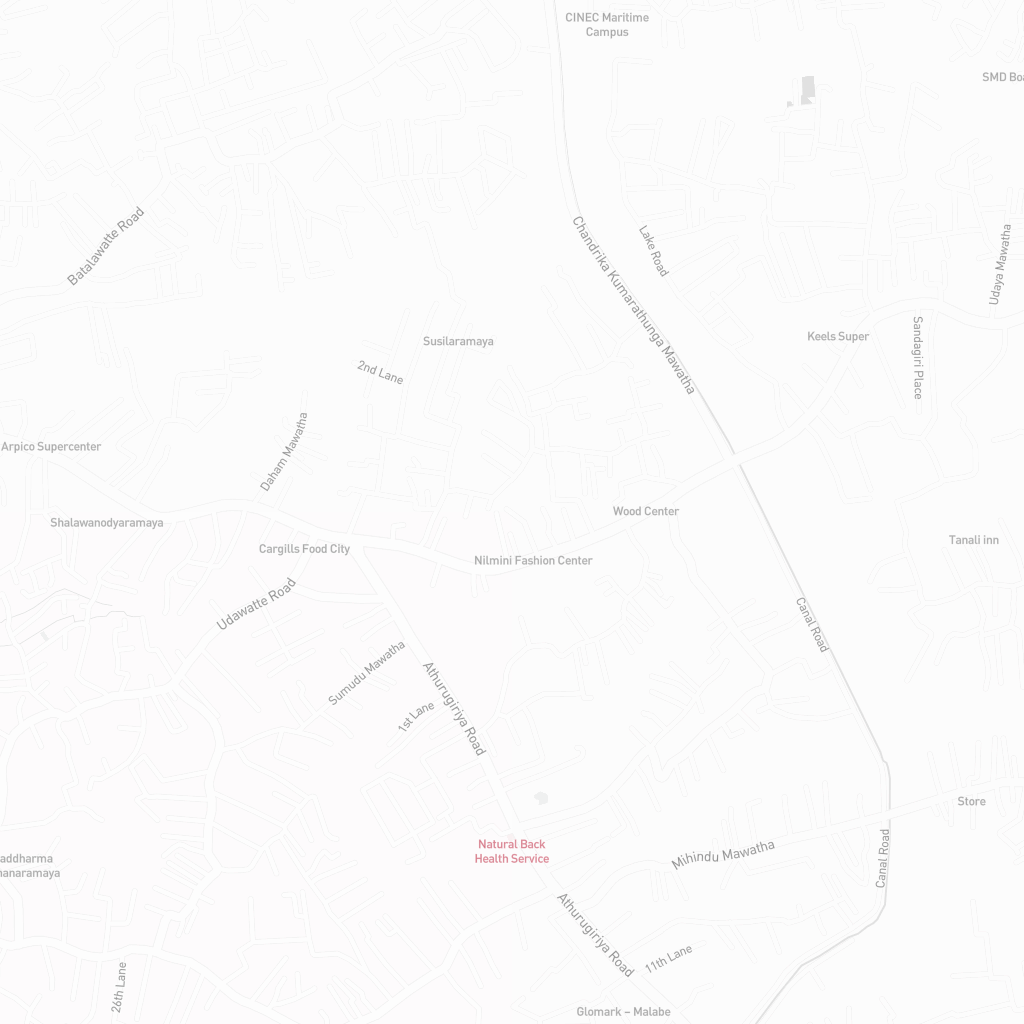 CINEC Maritime
Campus
SMD Boa
Batalawatte Road
Chandrika Kumarathunga Mawatha
Lake Road
Udaya Mawatha
Susilaramaya
Keels Super
Sandagiri Place
2nd Lane
Daham Mawatha
Arpico Supercenter
Shalawanodyaramaya
Wood Center
Tanali inn
Cargills Food City
Nilmini Fashion Center
Udawatte Road
Canal Road
Sumudu Mawatha
Athurugiriya Road
1st Lane
Store
Natural Back
Health Service
Mihindu Mawatha
Canal Road
addharma
nanaramaya
Athurugiriya Road
11th Lane
26th Lane
Glomark – Malabe